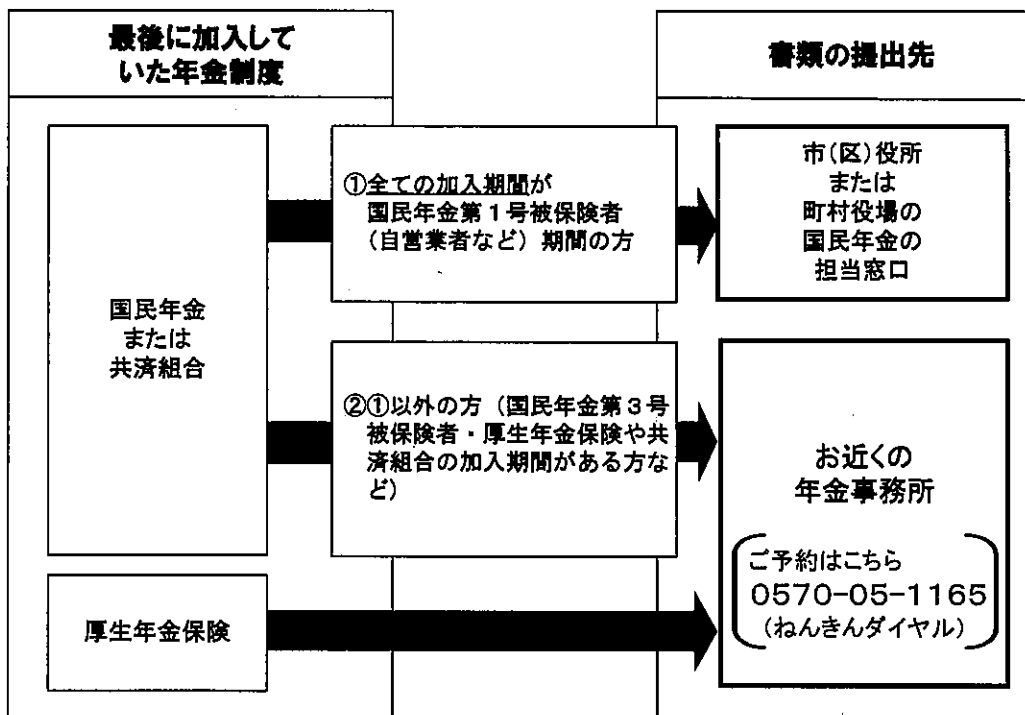 最後に加入して
いた年金制度
書類の提出先
国民年金
または
共済組合
①全ての加入期間が
国民年金第1号被保険者
（自営業者など）期間の方
市(区)役所
または
町村役場の
国民年金の
担当窓口
②①以外の方（国民年金第3号
被保険者・厚生年金保険や共
済組合の加入期間がある方な
ど）
お近くの
年金事務所
ご予約はこちら
0570-05-1165
(ねんきんダイヤル)
厚生年金保険